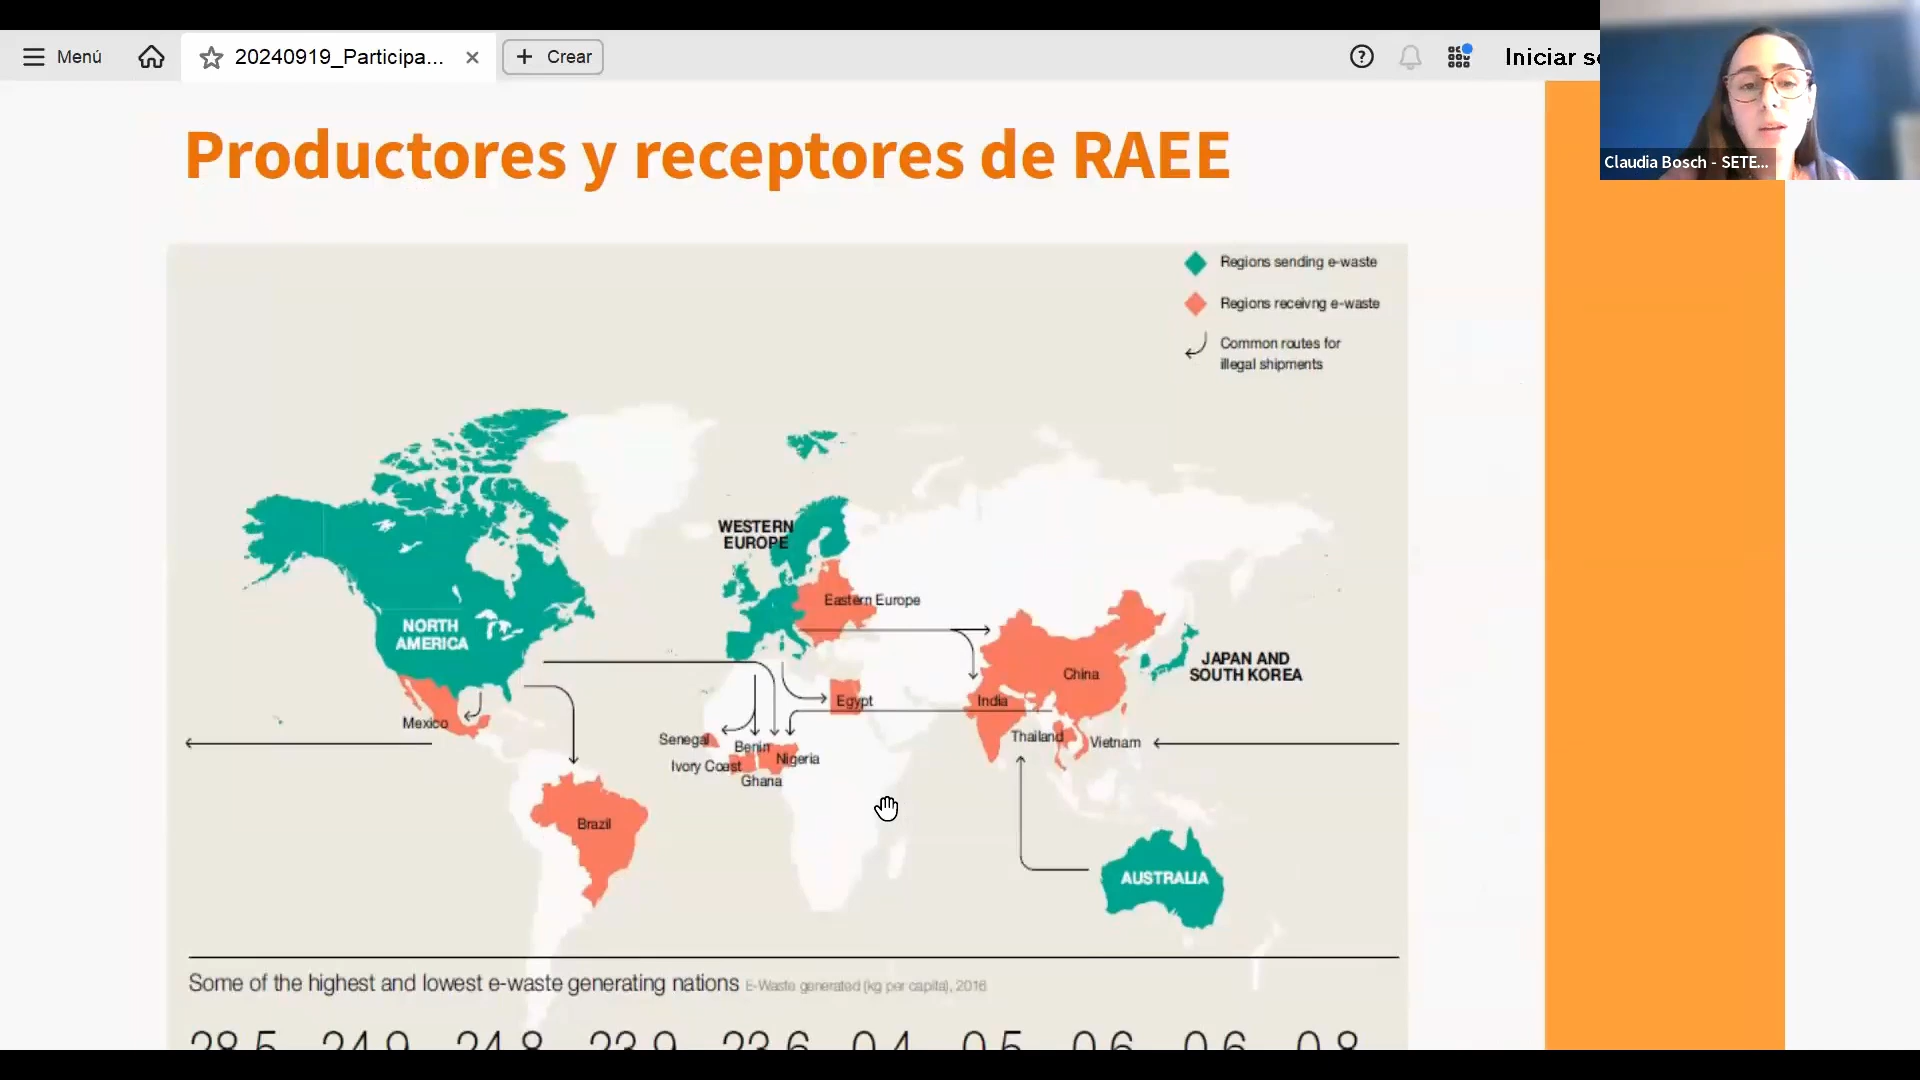 Menú
20240919_Participa...
Crear
Iniciar s
Claudia Bosch - SETE...
Productores y receptores de RAEE
Regions sending e-waste
Regions receivng e-waste
Common routes for
illegal shipments
WESTERN
EUROPE
Eastern Europe
NORTH
AMERICA
JAPAN AND
SOUTH KOREA
China
Egypt
India
Mexico
Senegal
Benin
Thailand
Vietnam
Ivory Coast
Nigeria
Ghana
Brazil
AUSTRALIA
Some of the highest and lowest e-waste generating nations E-Waste generated (kg per capita), 2016
28.5 24.9 24.8 23.9 23.6 0.4 0.5 0.6 0.6 0.8